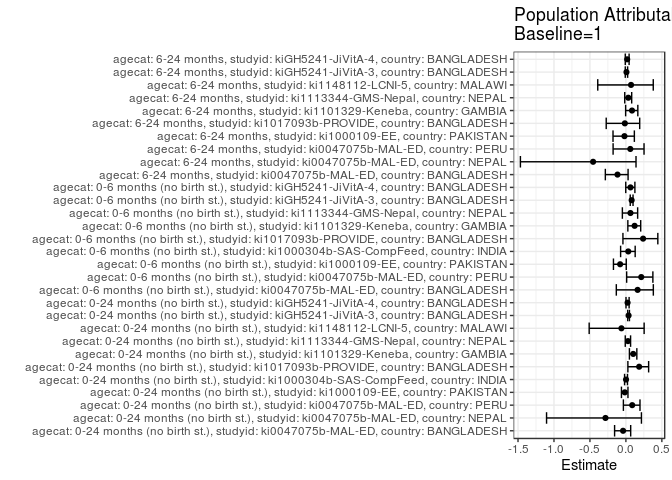 Population Attributa
Baseline=1
agecat: 6-24 months, studyid: kiGH5241-JiVitA-4, country: BANGLADESH
agecat: 6-24 months, studyid: kiGH5241-JiVitA-3, country: BANGLADESH
agecat: 6-24 months, studyid: ki1148112-LCNI-5, country: MALAWI
agecat: 6-24 months, studyid: ki1113344-GMS-Nepal, country: NEPAL
agecat: 6-24 months, studyid: ki1101329-Keneba, country: GAMBIA
agecat: 6-24 months, studyid: ki1017093b-PROVIDE, country: BANGLADESH
agecat: 6-24 months, studyid: ki1000109-EE, country: PAKISTAN
agecat: 6-24 months, studyid: ki0047075b-MAL-ED, country: PERU
agecat: 6-24 months, studyid: ki0047075b-MAL-ED, country: NEPAL
agecat: 6-24 months, studyid: ki0047075b-MAL-ED, country: BANGLADESH
agecat: 0-6 months (no birth st.), studyid: kiGH5241-JiVitA-4, country: BANGLADESH
agecat: 0-6 months (no birth st.), studyid: kiGH5241-JiVitA-3, country: BANGLADESH
agecat: 0-6 months (no birth st.), studyid: ki1113344-GMS-Nepal, country: NEPAL
agecat: 0-6 months (no birth st.), studyid: ki1101329-Keneba, country: GAMBIA
agecat: 0-6 months (no birth st.), studyid: ki1017093b-PROVIDE, country: BANGLADESH
agecat: 0-6 months (no birth st.), studyid: ki1000304b-SAS-CompFeed, country: INDIA
agecat: 0-6 months (no birth st.), studyid: ki1000109-EE, country: PAKISTAN
agecat: 0-6 months (no birth st.), studyid: ki0047075b-MAL-ED, country: PERU
agecat: 0-6 months (no birth st.), studyid: ki0047075b-MAL-ED, country: BANGLADESH
agecat: 0-24 months (no birth st.), studyid: kiGH5241-JiVitA-4, country: BANGLADESH
agecat: 0-24 months (no birth st.), studyid: kiGH5241-JiVitA-3, country: BANGLADESH
agecat: 0-24 months (no birth st.), studyid: ki1148112-LCNI-5, country: MALAWI
agecat: 0-24 months (no birth st.), studyid: ki1113344-GMS-Nepal, country: NEPAL
agecat: 0-24 months (no birth st.), studyid: ki1101329-Keneba, country: GAMBIA
agecat: 0-24 months (no birth st.), studyid: ki1017093b-PROVIDE, country: BANGLADESH
agecat: 0-24 months (no birth st.), studyid: ki1000304b-SAS-CompFeed, country: INDIA
agecat: 0-24 months (no birth st.), studyid: ki1000109-EE, country: PAKISTAN
agecat: 0-24 months (no birth st.), studyid: ki0047075b-MAL-ED, country: PERU
agecat: 0-24 months (no birth st.), studyid: ki0047075b-MAL-ED, country: NEPAL
agecat: 0-24 months (no birth st.), studyid: ki0047075b-MAL-ED, country: BANGLADESH
-1.5 -1.0 -0.5 0.0 0.5
Estimate